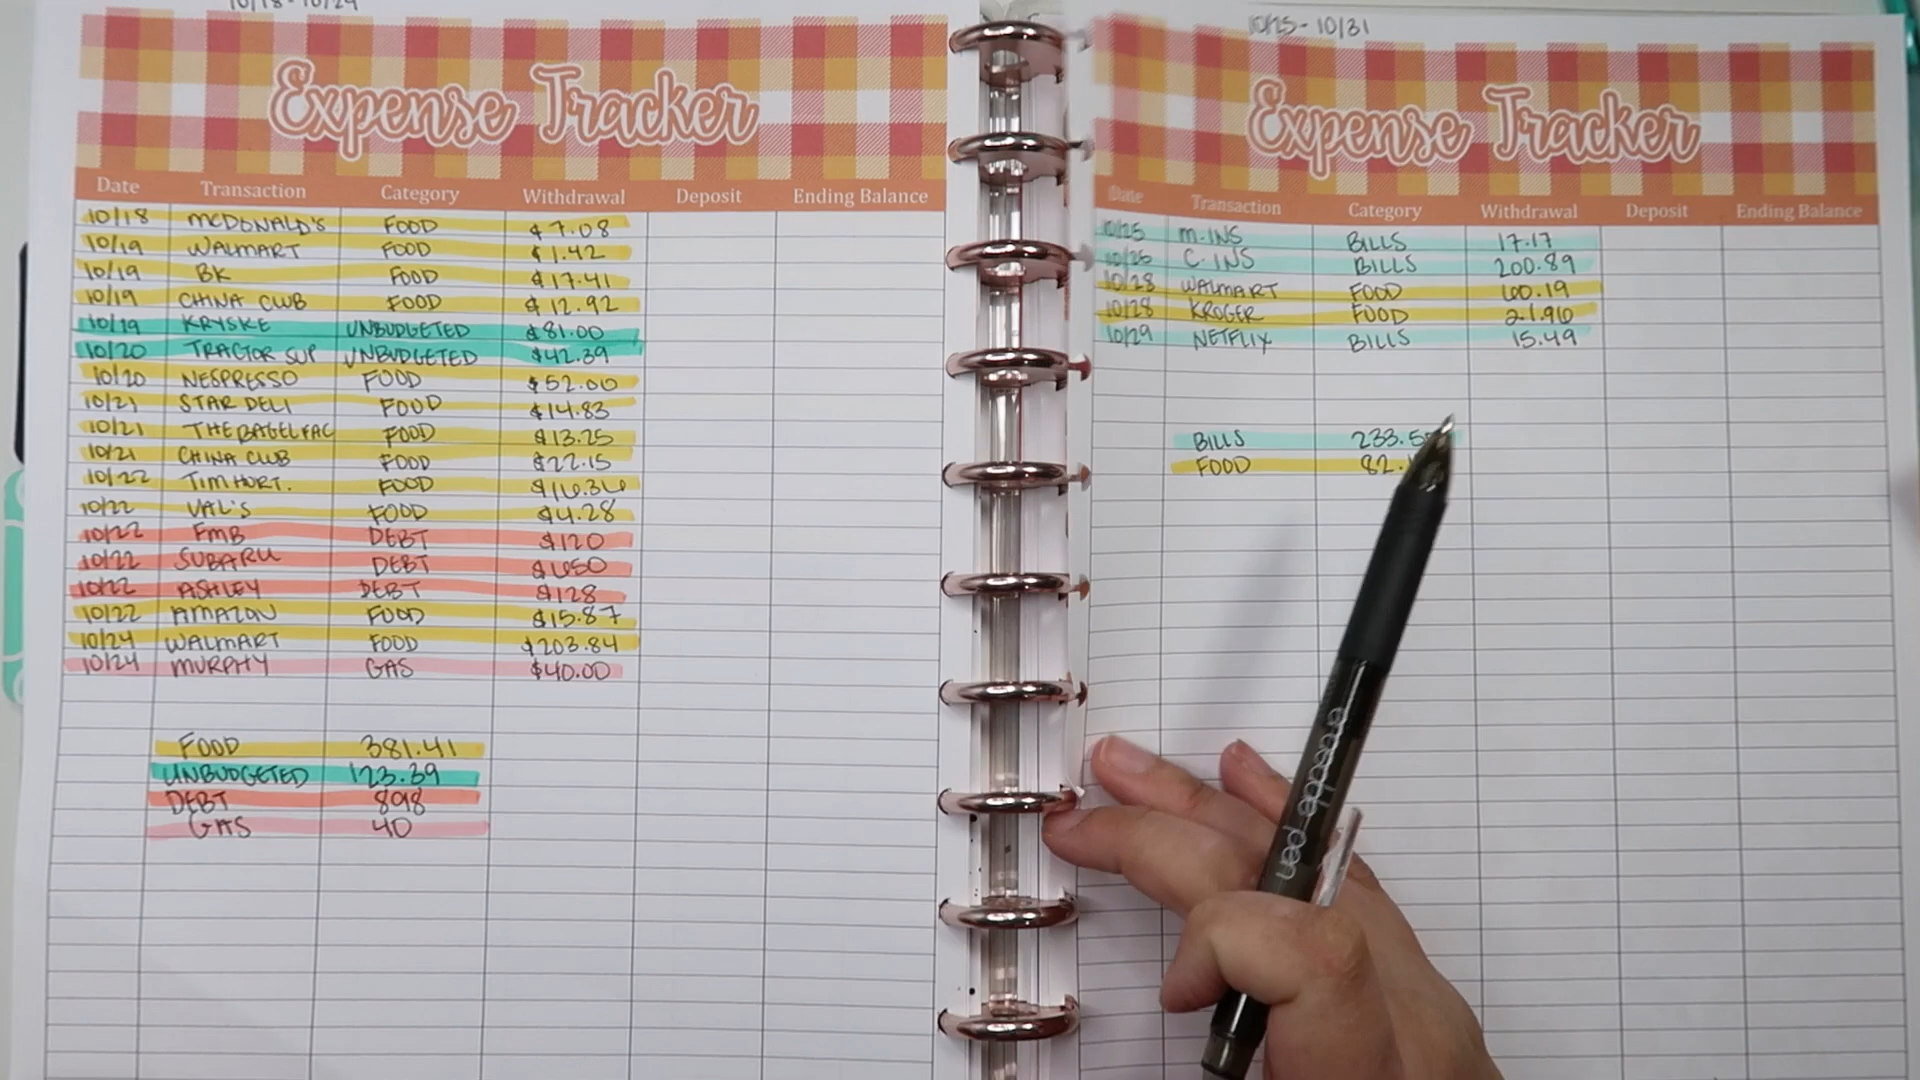 10/18 - 10/24
Expense Tracker
Date Transaction Category Withdrawal Deposit Ending Balance
10/18 MCDONALD'S FOOD $7.08
10/19 WALMART FOOD $1.42
10/19 BK FOOD $17.41
10/19 CHINA CLUB FOOD $12.92
10/19 KRYSKE UNBUDGETED $81.00
10/20 TRACTOR SUP UNBUDGETED $42.39
10/20 NESPRESSO FOOD $52.00
10/21 STAR DELI FOOD $14.83
10/21 THE BAGEL FAC FOOD $13.25
10/21 CHINA CLUB FOOD $22.15
10/22 TIM HORT. FOOD $16.36
10/22 VAL'S FOOD $4.28
10/22 FMB DEBT $120
10/22 SUBARU DEBT $650
10/22 ASHLEY DEBT $128
10/22 AMAZON FOOD $15.87
10/24 WALMART FOOD $203.84
10/24 MURPHY GAS $40.00
FOOD 381.41
UNBUDGETED 123.39
DEBT 898
GAS 40
10/25 - 10/31
Expense Tracker
Date Transaction Category Withdrawal Deposit Ending Balance
10/25 M.INS BILLS 17.17
C.INS BILLS 200.89
10/28 WALMART FOOD 60.19
10/28 KROGER FOOD 21.96
10/29 NETFLIX BILLS 15.49
BILLS
FOOD
erasable pen